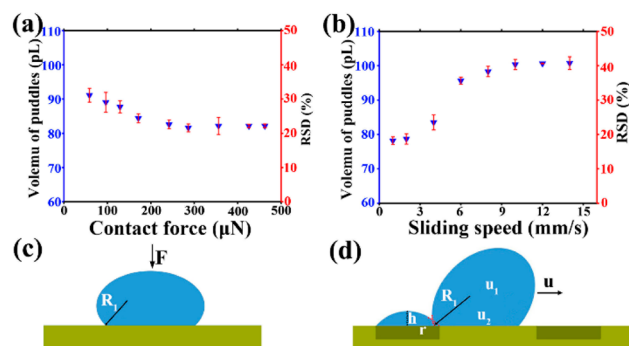 (a)
Volemu of puddles (pL)
110
100
90
80
70
60
50
40
30
20
10
0
RSD (%)
0 100 200 300 400 500
Contact force (μN)
(b)
Volemu of puddles (pL)
110
100
90
80
70
60
50
40
30
20
10
0
RSD (%)
0 3 6 9 12 15
Sliding speed (mm/s)
(c)
F
R1
(d)
R1
u1
u
h
u2
r